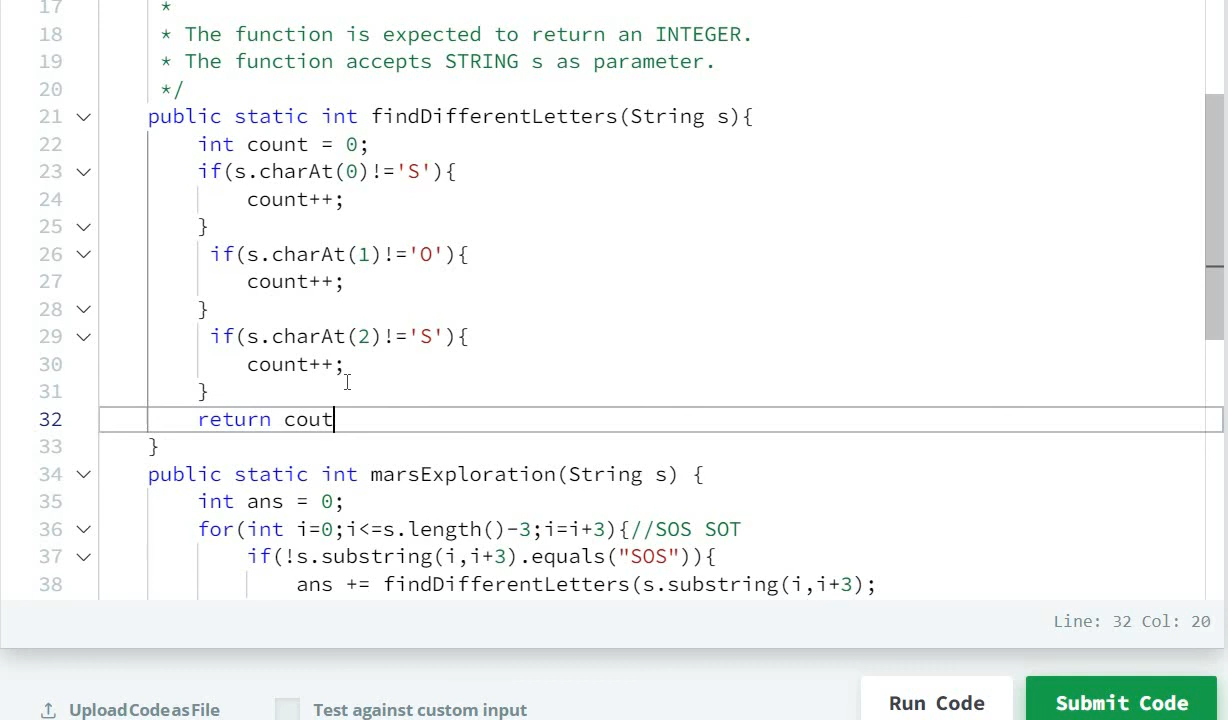 17 *
18 * The function is expected to return an INTEGER.
19 * The function accepts STRING s as parameter.
20 */
21 public static int findDifferentLetters(String s){
22 int count = 0;
23 if(s.charAt(0)!='S'){
24 count++;
25 }
26 if(s.charAt(1)!='O'){
27 count++;
28 }
29 if(s.charAt(2)!='S'){
30 count++;
31 }
32 return cout
33 }
34 public static int marsExploration(String s) {
35 int ans = 0;
36 for(int i=0;i<=s.length()-3;i=i+3){//SOS SOT
37 if(!s.substring(i,i+3).equals("SOS")){
38 ans += findDifferentLetters(s.substring(i,i+3);
Line: 32 Col: 20
Upload Code as File Test against custom input Run Code Submit Code